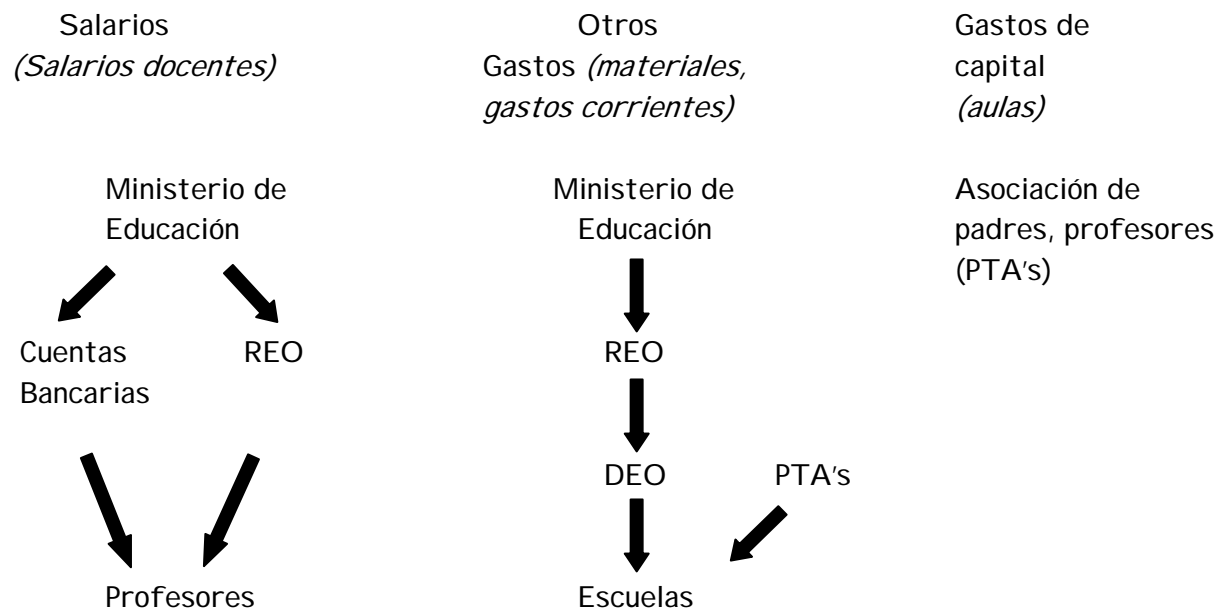 Salarios
(Salarios docentes)
Otros
Gastos (materiales,
gastos corrientes)
Gastos de
capital
(aulas)
Ministerio de
Educación
Ministerio de
Educación
Asociación de
padres, profesores
(PTA's)
Cuentas
Bancarias
REO
REO
DEO
PTA's
Profesores
Escuelas